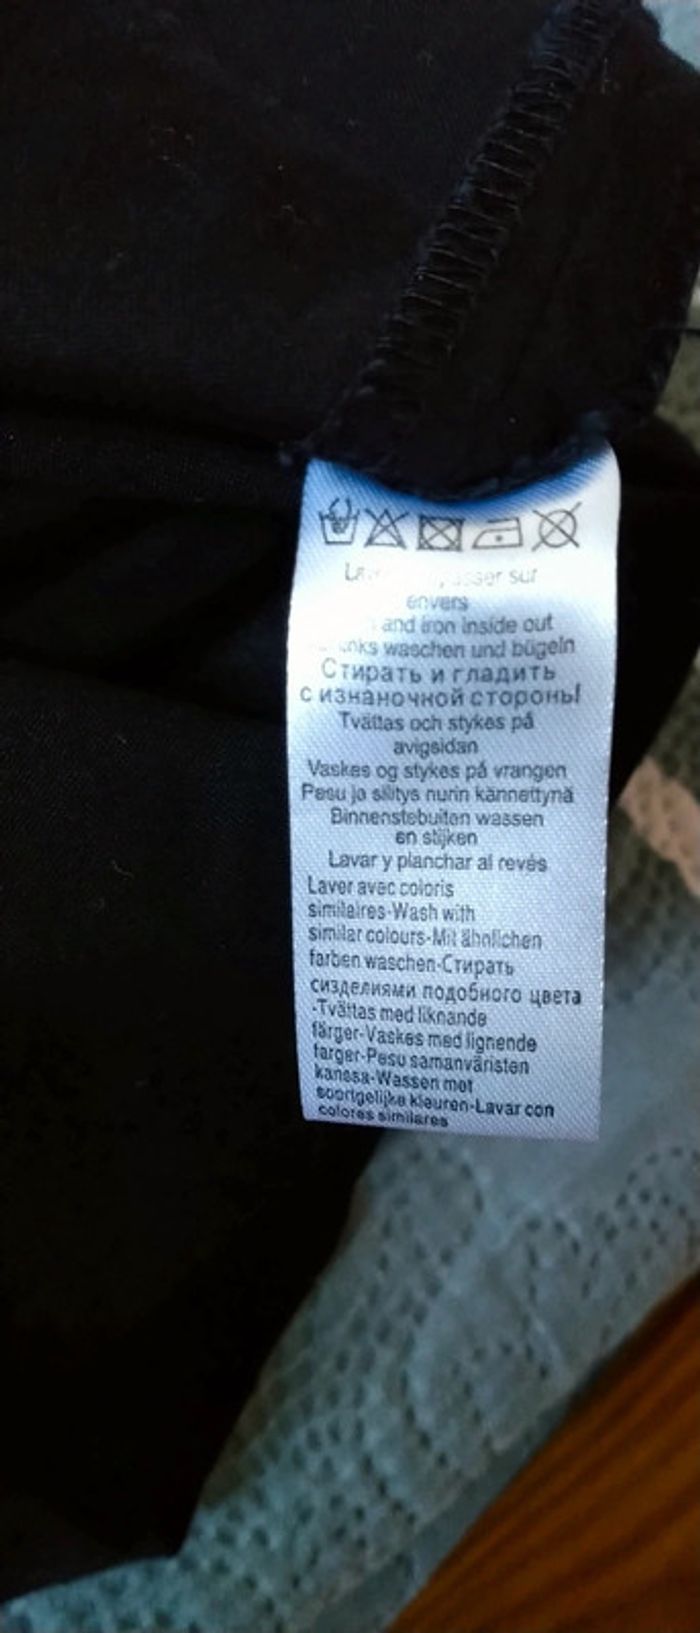 sur
envers
and iron inside out
waschen und bügeln
Стирать и гладить
с изнаночной стороны!
Tvättas och stykes på
avigsidan
Vaskes og stykes på vrangen
Pesu ja silitys nurin kännettynä
Binnenstebuiten wassen
en stijken
Lavar y planchar al revés
Laver avec coloris
similaires-Wash with
similar colours-Mit ähnlichen
farben waschen-Стирать
сизделиями подобного цвета
-Tvättas med liknande
färger-Vaskes med lignende
farger-Pesu samanväristen
kanssa-Wassen met
soortgelijke kleuren-Lavar con
colores similares